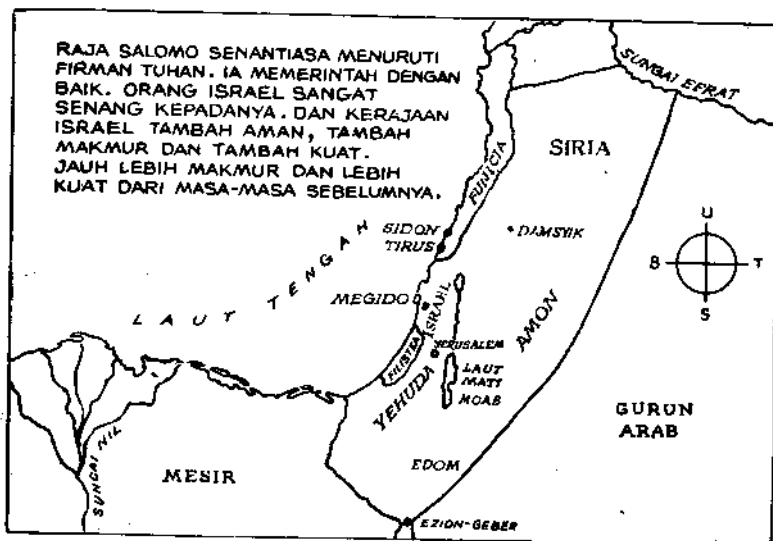 RAJA SALOMO SENANTIASA MENURUTI
FIRMAN TUHAN. IA MEMERINTAH DENGAN
BAIK. ORANG ISRAEL SANGAT
SENANG KEPADANYA. DAN KERAJAAN
ISRAEL TAMBAH AMAN, TAMBAH
MAKMUR DAN TAMBAH KUAT.
JAUH LEBIH MAKMUR DAN LEBIH
KUAT DARI MASA-MASA SEBELUMNYA.
SUNGAI EFRAT
SIRIA
FUNICIA
SIDON
TIRUS
DAMSYIK
U
B
T
S
LAUT TENGAH
MEGIDO
ISRAEL
AMON
YERUSALEM
FILISTEA
YEHUDA
LAUT
MATI
MOAB
GURUN
ARAB
SUNGAI NIL
MESIR
EDOM
EZION-GEBER